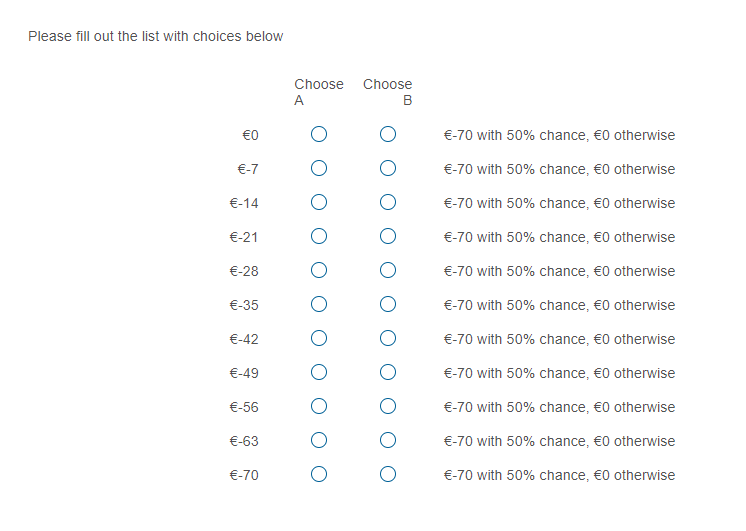 Please fill out the list with choices below
Choose Choose
A B
€0 €-70 with 50% chance, €0 otherwise
€-7 €-70 with 50% chance, €0 otherwise
€-14 €-70 with 50% chance, €0 otherwise
€-21 €-70 with 50% chance, €0 otherwise
€-28 €-70 with 50% chance, €0 otherwise
€-35 €-70 with 50% chance, €0 otherwise
€-42 €-70 with 50% chance, €0 otherwise
€-49 €-70 with 50% chance, €0 otherwise
€-56 €-70 with 50% chance, €0 otherwise
€-63 €-70 with 50% chance, €0 otherwise
€-70 €-70 with 50% chance, €0 otherwise